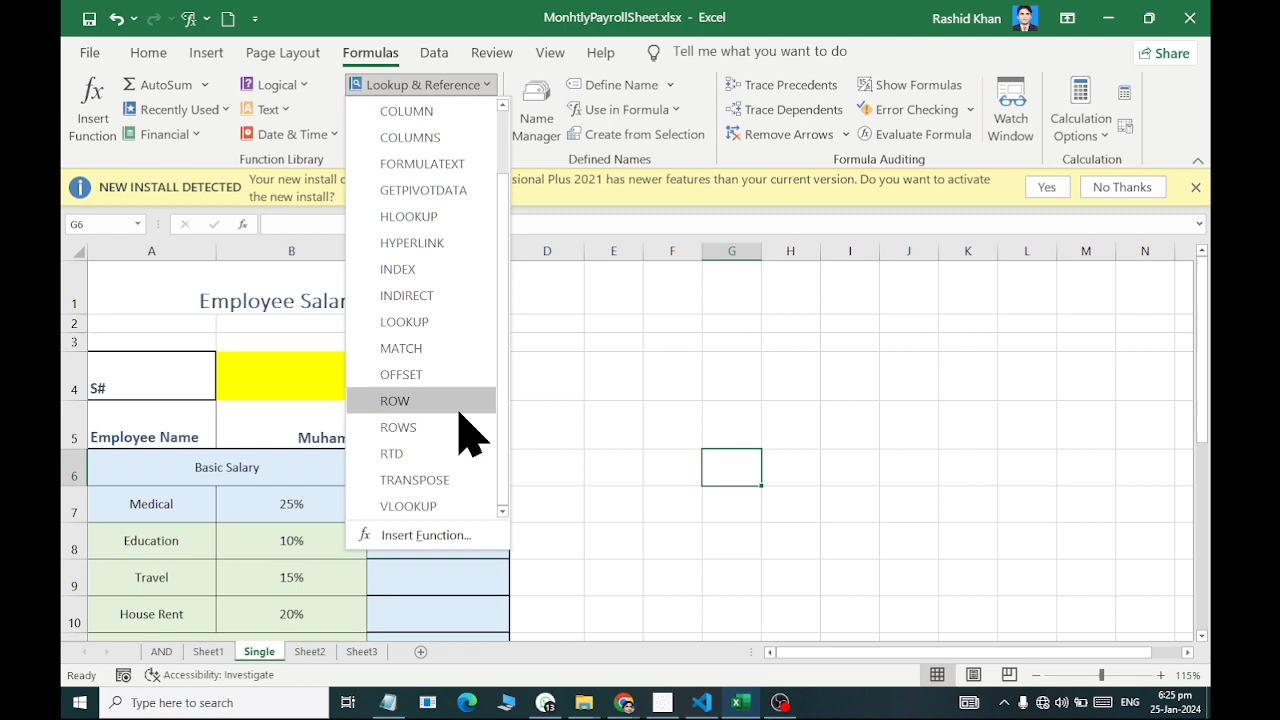 MonhtlyPayrollSheet.xlsx - Excel
Rashid Khan
File Home Insert Page Layout Formulas Data Review View Help Tell me what you want to do
Share
fx
Insert
Function
AutoSum
Recently Used
Financial
Logical
Text
Date & Time
Lookup & Reference
Function Library
Name
Manager
Define Name
Use in Formula
Create from Selection
Defined Names
Trace Precedents
Trace Dependents
Remove Arrows
Show Formulas
Error Checking
Evaluate Formula
Formula Auditing
Watch
Window
Calculation
Options
Calculation
NEW INSTALL DETECTED
Your new install
sional Plus 2021 has newer features than your current version. Do you want to activate
the new install?
Yes
No Thanks
G6
fx
COLUMN
COLUMNS
FORMULATEXT
GETPIVOTDATA
HLOOKUP
HYPERLINK
INDEX
INDIRECT
LOOKUP
MATCH
OFFSET
ROW
ROWS
RTD
TRANSPOSE
VLOOKUP
fx Insert Function...
A B D E F G H I J K L M N
1 Employee Salar
2
3
4 S#
5 Employee Name Muham
6 Basic Salary
7 Medical 25%
8 Education 10%
9 Travel 15%
10 House Rent 20%
AND Sheet1 Single Sheet2 Sheet3
Ready Accessibility: Investigate
115%
Type here to search
ENG
6:25 pm
25-Jan-2024